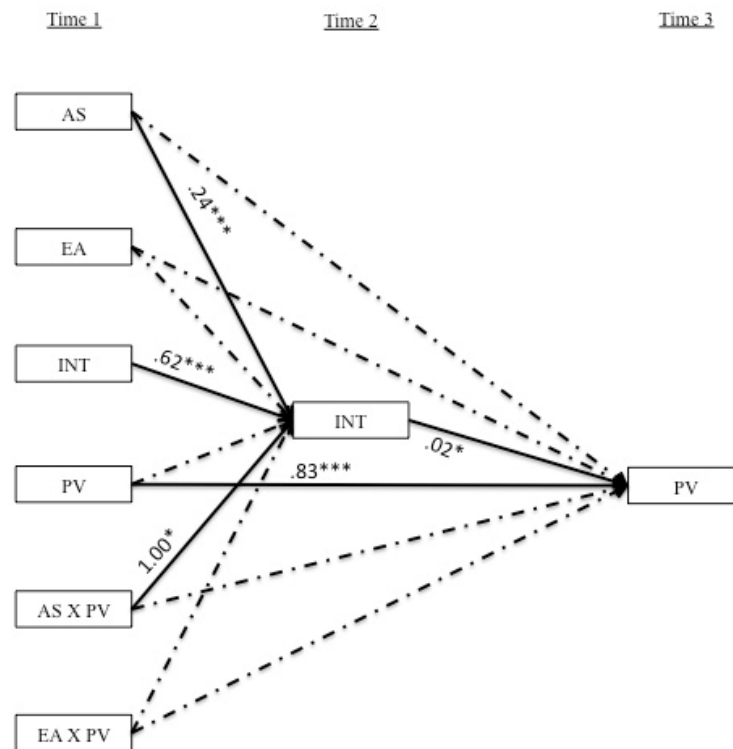 Time 1 Time 2 Time 3
AS
.24***
EA
INT
.62***
INT
.02*
PV
.83***
PV
1.00*
AS X PV
EA X PV